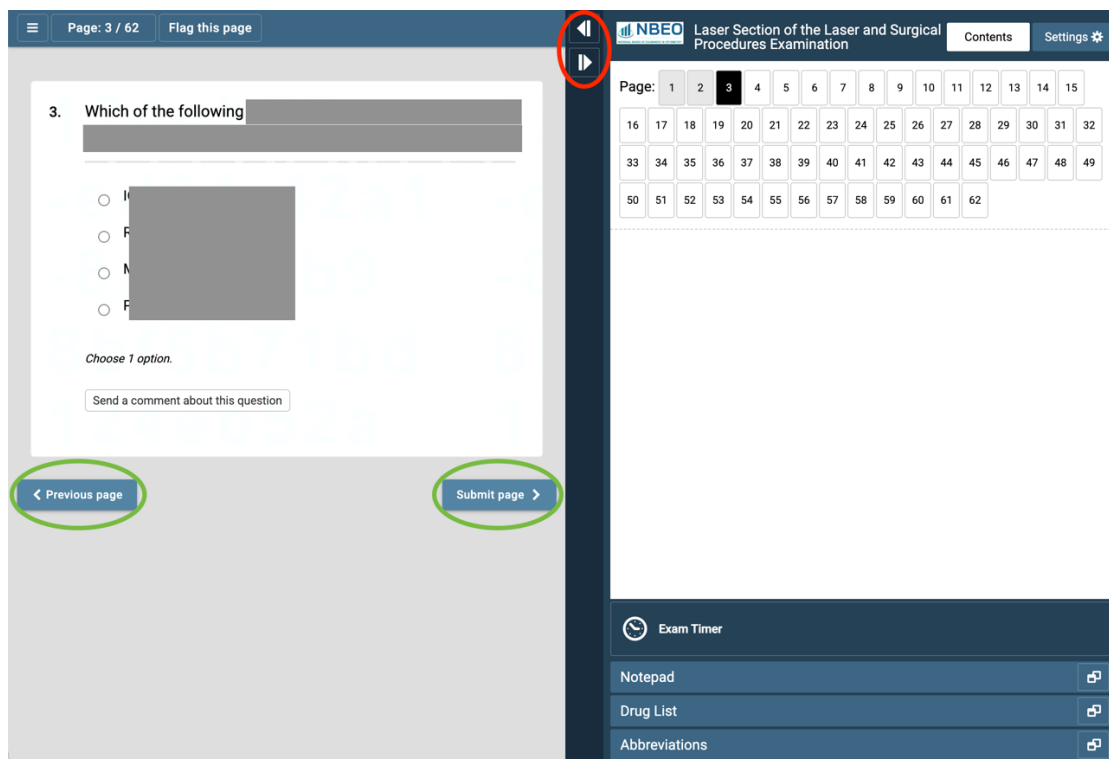 Page: 3 / 62
Flag this page
3. Which of the following
Choose 1 option.
Send a comment about this question
Previous page
Submit page
NBEO
Laser Section of the Laser and Surgical
Procedures Examination
Contents
Settings
Page: 1 2 3 4 5 6 7 8 9 10 11 12 13 14 15
16 17 18 19 20 21 22 23 24 25 26 27 28 29 30 31 32
33 34 35 36 37 38 39 40 41 42 43 44 45 46 47 48 49
50 51 52 53 54 55 56 57 58 59 60 61 62
Exam Timer
Notepad
Drug List
Abbreviations